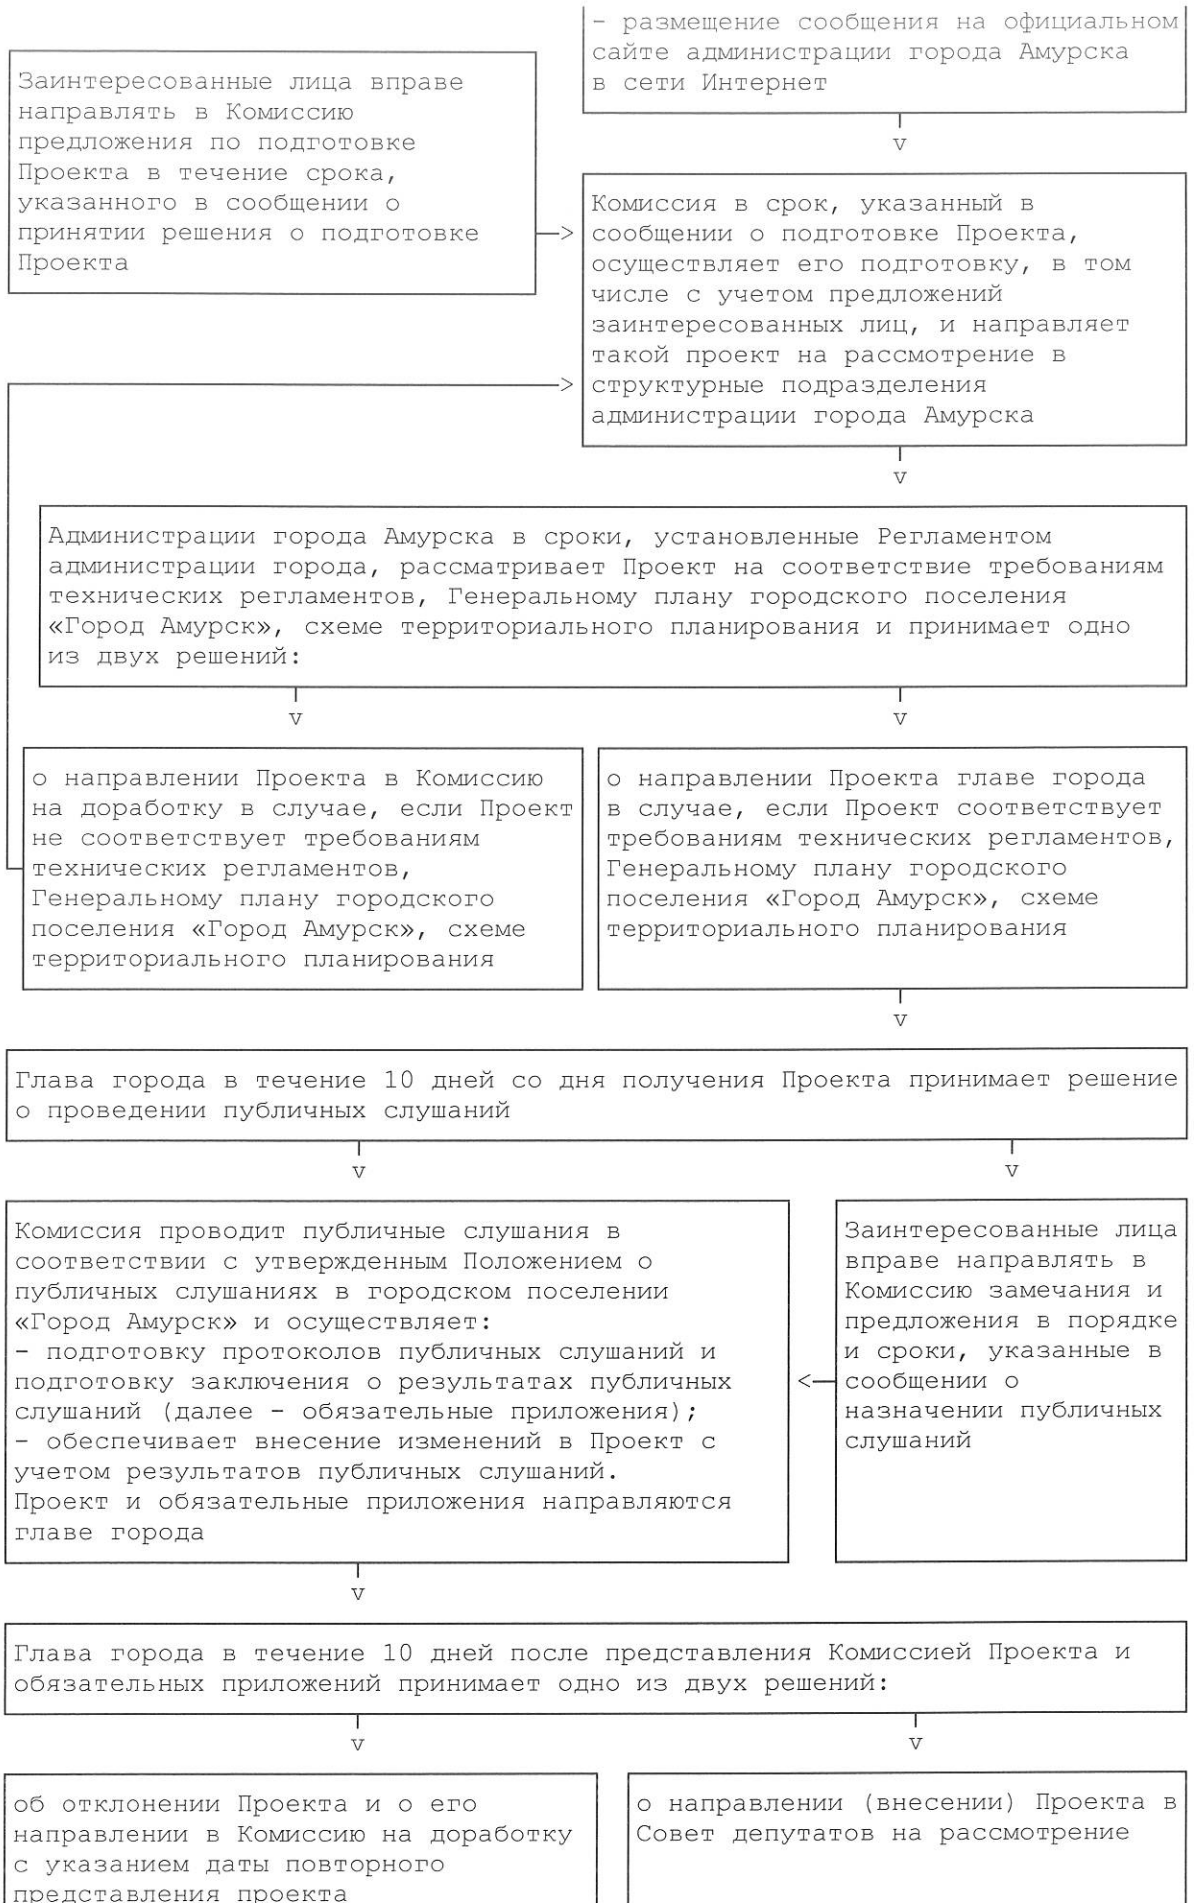 - размещение сообщения на официальном
сайте администрации города Амурска
в сети Интернет
v
Заинтересованные лица вправе
направлять в Комиссию
предложения по подготовке
Проекта в течение срока,
указанного в сообщении о
принятии решения о подготовке
Проекта
Комиссия в срок, указанный в
сообщении о подготовке Проекта,
осуществляет его подготовку, в том
числе с учетом предложений
заинтересованных лиц, и направляет
такой проект на рассмотрение в
структурные подразделения
администрации города Амурска
v
Администрации города Амурска в сроки, установленные Регламентом
администрации города, рассматривает Проект на соответствие требованиям
технических регламентов, Генеральному плану городского поселения
«Город Амурск», схеме территориального планирования и принимает одно
из двух решений:
v v
о направлении Проекта в Комиссию
на доработку в случае, если Проект
не соответствует требованиям
технических регламентов,
Генеральному плану городского
поселения «Город Амурск», схеме
территориального планирования
о направлении Проекта главе города
в случае, если Проект соответствует
требованиям технических регламентов,
Генеральному плану городского
поселения «Город Амурск», схеме
территориального планирования
v
Глава города в течение 10 дней со дня получения Проекта принимает решение
о проведении публичных слушаний
v v
Комиссия проводит публичные слушания в
соответствии с утвержденным Положением о
публичных слушаниях в городском поселении
«Город Амурск» и осуществляет:
- подготовку протоколов публичных слушаний и
подготовку заключения о результатах публичных
слушаний (далее - обязательные приложения);
- обеспечивает внесение изменений в Проект с
учетом результатов публичных слушаний.
Проект и обязательные приложения направляются
главе города
Заинтересованные лица
вправе направлять в
Комиссию замечания и
предложения в порядке
и сроки, указанные в
сообщении о
назначении публичных
слушаний
v
Глава города в течение 10 дней после представления Комиссией Проекта и
обязательных приложений принимает одно из двух решений:
v v
об отклонении Проекта и о его
направлении в Комиссию на доработку
с указанием даты повторного
представления проекта
о направлении (внесении) Проекта в
Совет депутатов на рассмотрение